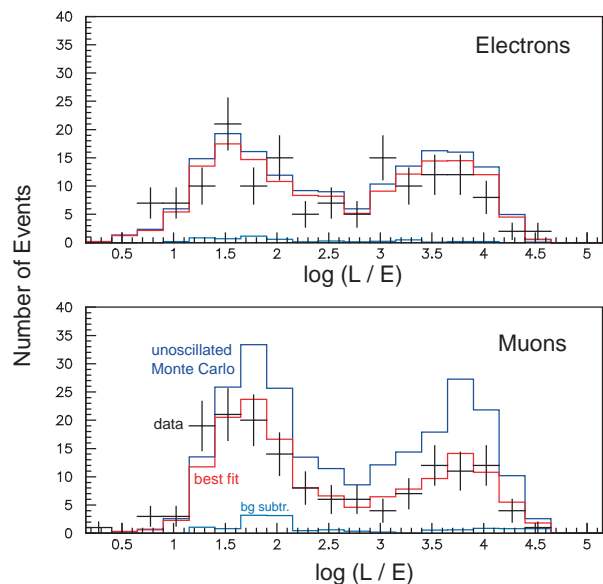 Number of Events
Electrons
40
35
30
25
20
15
10
5
0
0.5 1 1.5 2 2.5 3 3.5 4 4.5 5
log (L / E)
Muons
40
35
30
25
20
15
10
5
0
unoscillated
Monte Carlo
data
best fit
bg subtr.
0.5 1 1.5 2 2.5 3 3.5 4 4.5 5
log (L / E)